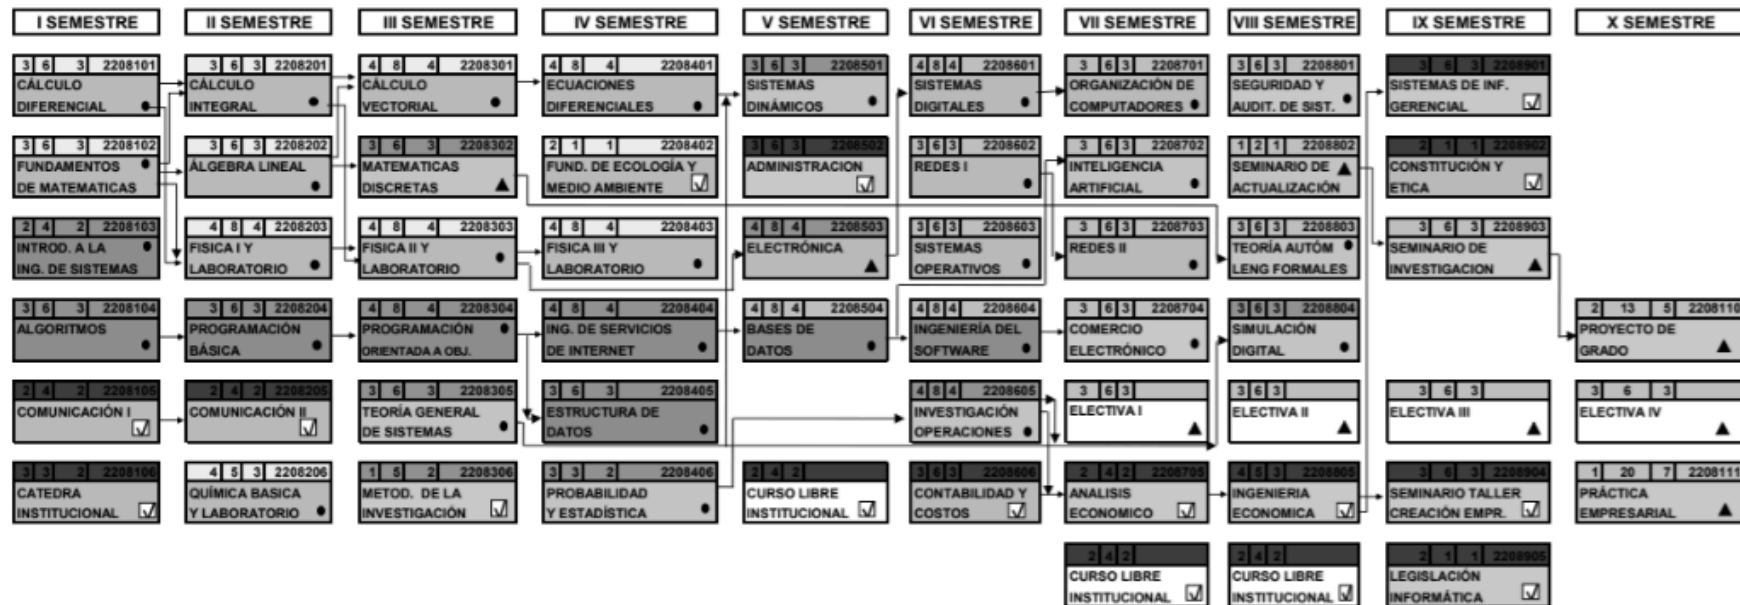 I SEMESTRE II SEMESTRE III SEMESTRE IV SEMESTRE V SEMESTRE VI SEMESTRE VII SEMESTRE VIII SEMESTRE IX SEMESTRE X SEMESTRE
3 6 3 2208101 3 6 3 2208201 4 8 4 2208301 4 8 4 2208401 3 6 3 2208501 4 8 4 2208601 3 6 3 2208701 3 6 3 2208801 3 6 3 2208901
CÁLCULO CÁLCULO CÁLCULO ECUACIONES SISTEMAS SISTEMAS ORGANIZACIÓN DE SEGURIDAD Y SISTEMAS DE INF.
DIFERENCIAL INTEGRAL VECTORIAL DIFERENCIALES DINÁMICOS DIGITALES COMPUTADORES AUDIT. DE SIST. GERENCIAL
3 6 3 2208102 3 6 3 2208202 3 6 3 2208302 2 1 1 2208402 3 6 3 2208502 3 6 3 2208602 3 6 3 2208702 1 2 1 2208802 2 1 1 2208902
FUNDAMENTOS ÁLGEBRA LINEAL MATEMATICAS FUND. DE ECOLOGÍA Y ADMINISTRACION REDES I INTELIGENCIA SEMINARIO DE CONSTITUCIÓN Y
DE MATEMATICAS DISCRETAS MEDIO AMBIENTE ARTIFICIAL ACTUALIZACIÓN ETICA
2 4 2 2208103 4 8 4 2208203 4 8 4 2208303 4 8 4 2208403 4 8 4 2208503 3 6 3 2208603 3 6 3 2208703 3 6 3 2208803 3 6 3 2208903
INTROD. A LA FISICA I Y FISICA II Y FISICA III Y ELECTRÓNICA SISTEMAS REDES II TEORÍA AUTÓM SEMINARIO DE
ING. DE SISTEMAS LABORATORIO LABORATORIO LABORATORIO OPERATIVOS LENG FORMALES INVESTIGACION
3 6 3 2208104 3 6 3 2208204 4 8 4 2208304 4 8 4 2208404 4 8 4 2208504 4 8 4 2208604 3 6 3 2208704 3 6 3 2208804 2 13 5 2208110
ALGORITMOS PROGRAMACIÓN PROGRAMACIÓN ING. DE SERVICIOS BASES DE INGENIERÍA DEL COMERCIO SIMULACIÓN PROYECTO DE
BÁSICA ORIENTADA A OBJ. DE INTERNET DATOS SOFTWARE ELECTRÓNICO DIGITAL GRADO
2 4 2 2208105 2 4 2 2208205 3 6 3 2208305 3 6 3 2208405 4 8 4 2208605 3 6 3 3 6 3 3 6 3 3 6 3
COMUNICACIÓN I COMUNICACIÓN II TEORÍA GENERAL ESTRUCTURA DE INVESTIGACIÓN ELECTIVA I ELECTIVA II ELECTIVA III ELECTIVA IV
DE SISTEMAS DATOS OPERACIONES
3 3 2 2208106 4 5 3 2208206 1 5 2 2208306 3 3 2 2208406 2 4 2 3 6 3 2208606 2 4 2 2208705 4 5 3 2208805 3 6 3 2208904 1 20 7 2208111
CATEDRA QUÍMICA BASICA METOD. DE LA PROBABILIDAD CURSO LIBRE CONTABILIDAD Y ANALISIS INGENIERIA SEMINARIO TALLER PRÁCTICA
INSTITUCIONAL Y LABORATORIO INVESTIGACIÓN Y ESTADÍSTICA INSTITUCIONAL COSTOS ECONOMICO ECONOMICA CREACIÓN EMPR. EMPRESARIAL
2 4 2 2 4 2 2 1 1 2208905
CURSO LIBRE CURSO LIBRE LEGISLACIÓN
INSTITUCIONAL INSTITUCIONAL INFORMÁTICA